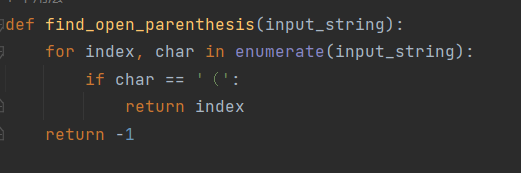 def find_open_parenthesis(input_string):
    for index, char in enumerate(input_string):
        if char == '（':
            return index
    return -1